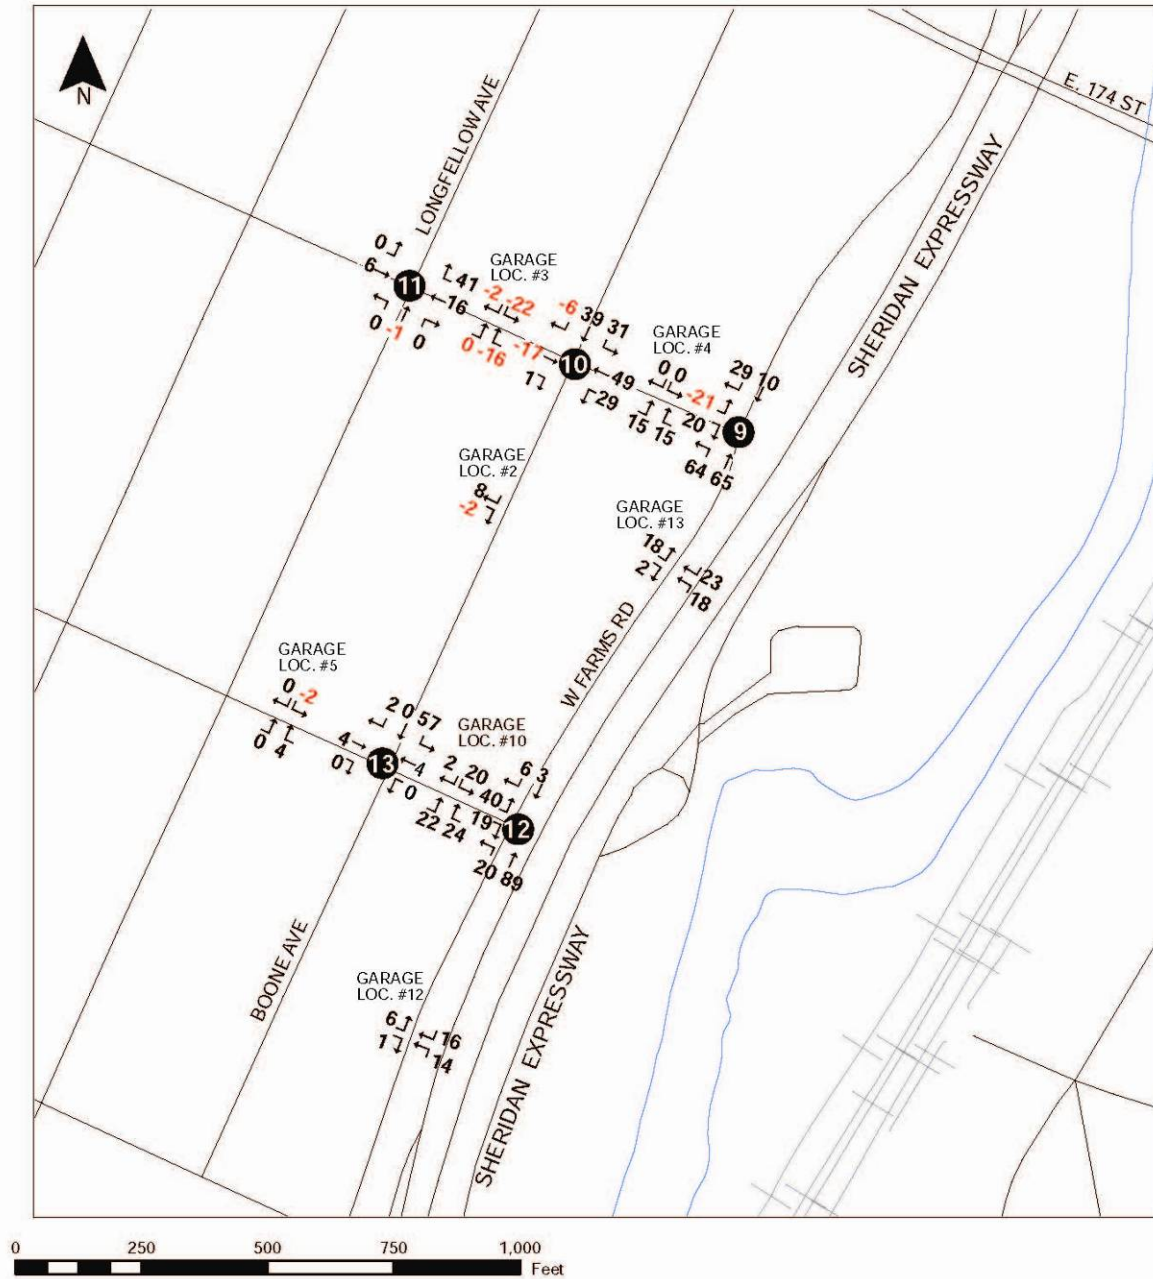 E. 174 ST
N
LONGFELLOW AVE
SHERIDAN EXPRESSWAY
0
6
11
41
16
0 -1 0
GARAGE
LOC. #3
-2 -22
0 -16
-17
-6 39 31
10
1
49
29
GARAGE
LOC. #4
0 0
-21
15 15
20
29 10
9
64 65
GARAGE
LOC. #2
8
-2
GARAGE
LOC. #13
18
2
23
18
W FARMS RD
GARAGE
LOC. #5
0 -2
0 4
2 0 57
4
0
13
4
0
GARAGE
LOC. #10
2 20
22 24
40
19
6 3
12
20 89
BOONE AVE
GARAGE
LOC. #12
6
1
16
14
SHERIDAN EXPRESSWAY
0 250 500 750 1,000
Feet